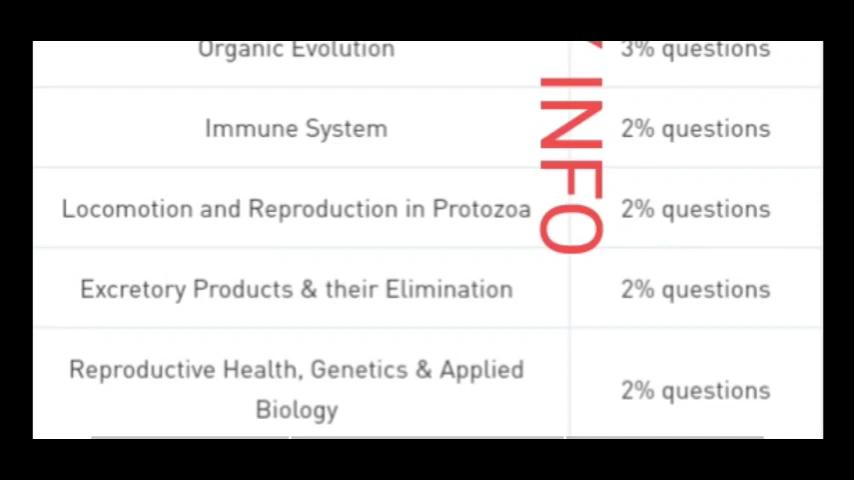 Organic Evolution 3% questions
Immune System 2% questions
Locomotion and Reproduction in Protozoa 2% questions
Excretory Products & their Elimination 2% questions
Reproductive Health, Genetics & Applied
Biology 2% questions
INFO